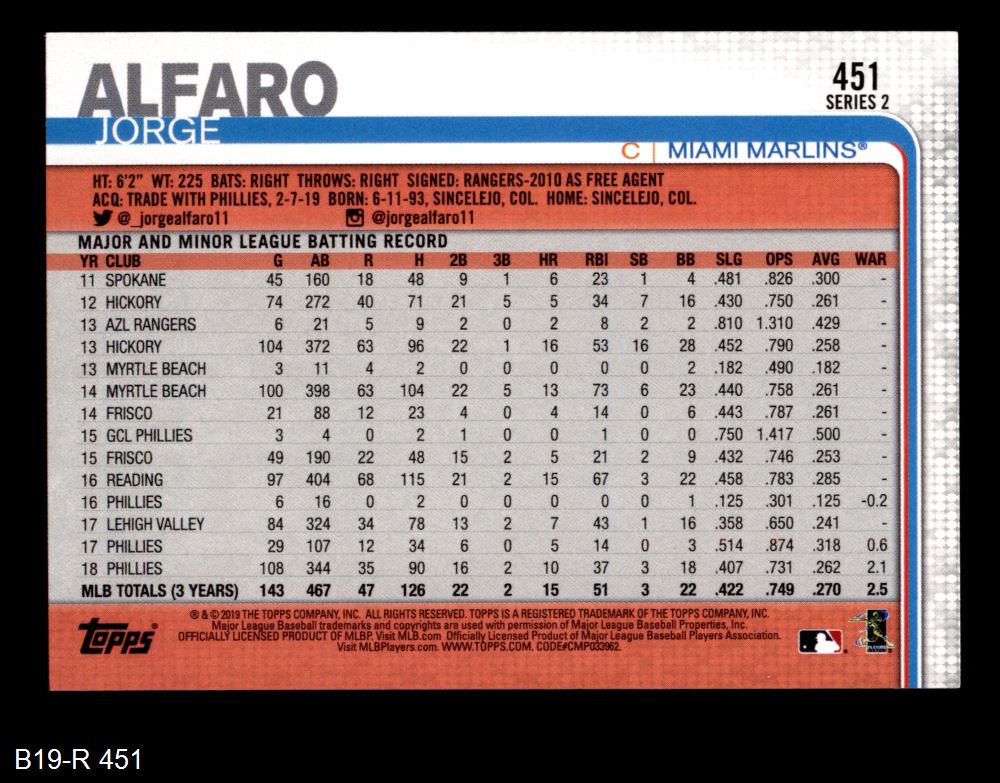 ALFARO
JORGE
451
SERIES 2
C | MIAMI MARLINS®
HT: 6'2" WT: 225 BATS: RIGHT THROWS: RIGHT SIGNED: RANGERS-2010 AS FREE AGENT
ACQ: TRADE WITH PHILLIES, 2-7-19 BORN: 6-11-93, SINCELEJO, COL. HOME: SINCELEJO, COL.
@_jorgealfaro11 @jorgealfaro11
MAJOR AND MINOR LEAGUE BATTING RECORD
YR CLUB G AB R H 2B 3B HR RBI SB BB SLG OPS AVG WAR
11 SPOKANE 45 160 18 48 9 1 6 23 1 4 .481 .826 .300 -
12 HICKORY 74 272 40 71 21 5 5 34 7 16 .430 .750 .261 -
13 AZL RANGERS 6 21 5 9 2 0 2 8 2 2 .810 1.310 .429 -
13 HICKORY 104 372 63 96 22 1 16 53 16 28 .452 .790 .258 -
13 MYRTLE BEACH 3 11 4 2 0 0 0 0 0 2 .182 .490 .182 -
14 MYRTLE BEACH 100 398 63 104 22 5 13 73 6 23 .440 .758 .261 -
14 FRISCO 21 88 12 23 4 0 4 14 0 6 .443 .787 .261 -
15 GCL PHILLIES 3 4 0 2 1 0 0 1 0 0 .750 1.417 .500 -
15 FRISCO 49 190 22 48 15 2 5 21 2 9 .432 .746 .253 -
16 READING 97 404 68 115 21 2 15 67 3 22 .458 .783 .285 -
16 PHILLIES 6 16 0 2 0 0 0 0 0 1 .125 .301 .125 -0.2
17 LEHIGH VALLEY 84 324 34 78 13 2 7 43 1 16 .358 .650 .241 -
17 PHILLIES 29 107 12 34 6 0 5 14 0 3 .514 .874 .318 0.6
18 PHILLIES 108 344 35 90 16 2 10 37 3 18 .407 .731 .262 2.1
MLB TOTALS (3 YEARS) 143 467 47 126 22 2 15 51 3 22 .422 .749 .270 2.5
® & © 2019 THE TOPPS COMPANY, INC. ALL RIGHTS RESERVED. TOPPS IS A REGISTERED TRADEMARK OF THE TOPPS COMPANY, INC.
Major League Baseball trademarks and copyrights are used with permission of Major League Baseball Properties, Inc.
OFFICIALLY LICENSED PRODUCT OF MLBP. Visit MLB.com Officially Licensed Product of Major League Baseball Players Association.
Visit MLBPlayers.com. WWW.TOPPS.COM. CODE#CMP033962.
Topps®
B19-R 451